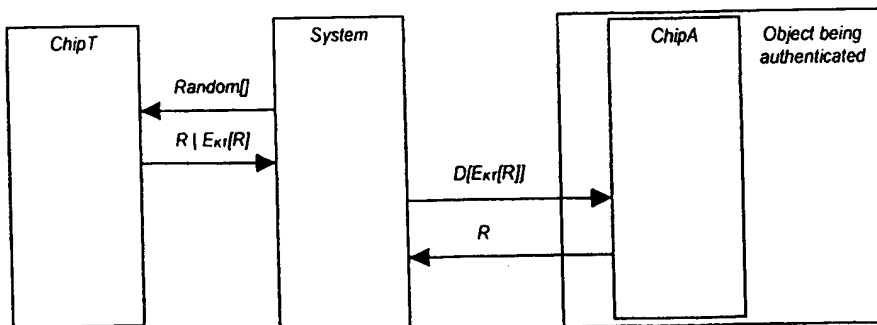 ChipT
System
ChipA
Object being
authenticated
Random[]
R | EKT[R]
D[EKT[R]]
R